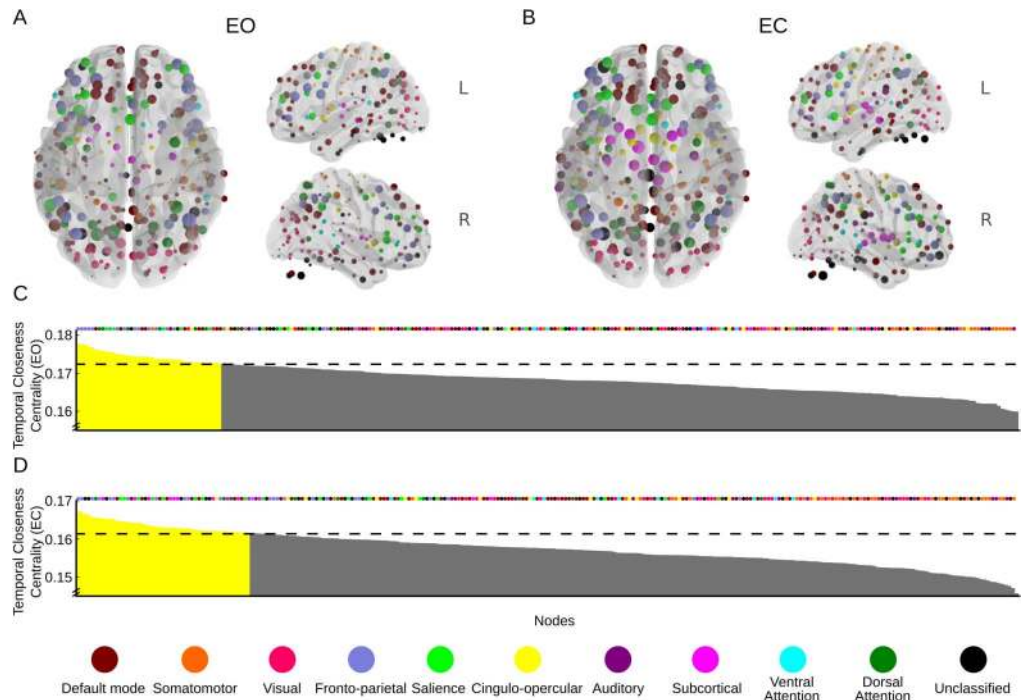 A
EO
B
EC
L
L
R
R
C
Temporal Closeness
Centrality (EO)
0.18
0.17
0.16
D
Temporal Closeness
Centrality (EC)
0.17
0.16
0.15
Nodes
Default mode
Somatomotor
Visual
Fronto-parietal
Salience
Cingulo-opercular
Auditory
Subcortical
Ventral
Attention
Dorsal
Attention
Unclassified